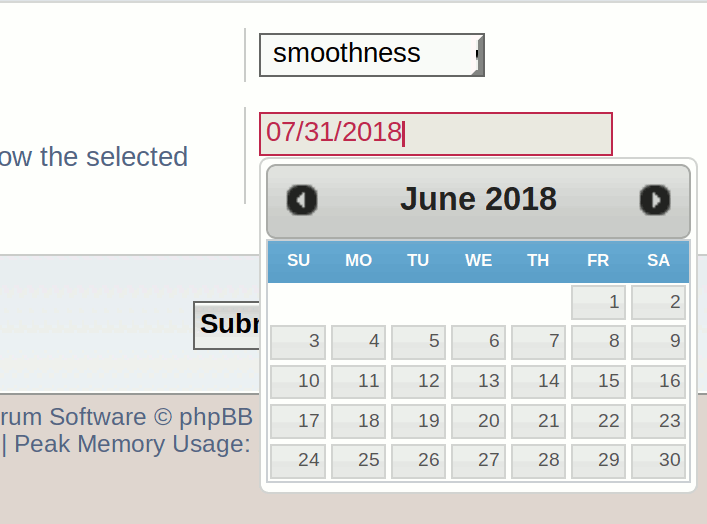 smoothness
07/31/2018
ow the selected
June 2018
SU MO TU WE TH FR SA
1 2
3 4 5 6 7 8 9
10 11 12 13 14 15 16
17 18 19 20 21 22 23
24 25 26 27 28 29 30
Subr
rum Software © phpBB
| Peak Memory Usage: